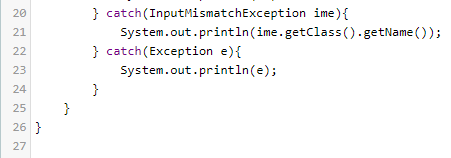 20 } catch(InputMismatchException ime){
21 System.out.println(ime.getClass().getName());
22 } catch(Exception e){
23 System.out.println(e);
24 }
25 }
26 }
27